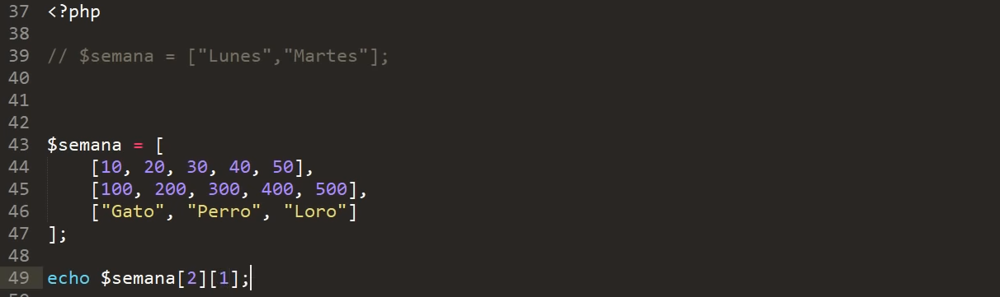 37 <?php
38
39 // $semana = ["Lunes","Martes"];
40
41
42
43 $semana = [
44     [10, 20, 30, 40, 50],
45     [100, 200, 300, 400, 500],
46     ["Gato", "Perro", "Loro"]
47 ];
48
49 echo $semana[2][1];